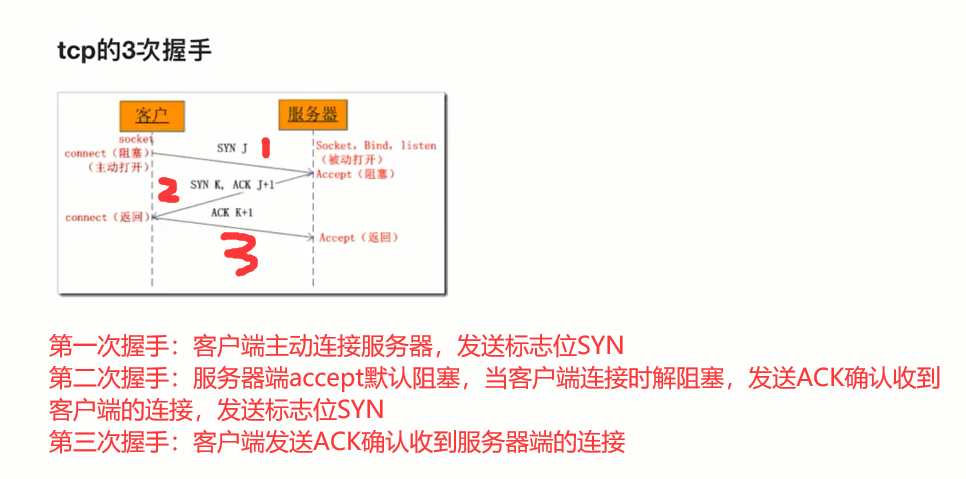 tcp的3次握手
客户
服务器
socket
connect（阻塞）
（主动打开）
SYN J
1
Socket，Bind，listen
（被动打开）
Accept（阻塞）
2
SYN K, ACK J+1
connect（返回）
ACK K+1
3
Accept（返回）
第一次握手：客户端主动连接服务器，发送标志位SYN
第二次握手：服务器端accept默认阻塞，当客户端连接时解阻塞，发送ACK确认收到
客户端的连接，发送标志位SYN
第三次握手：客户端发送ACK确认收到服务器端的连接